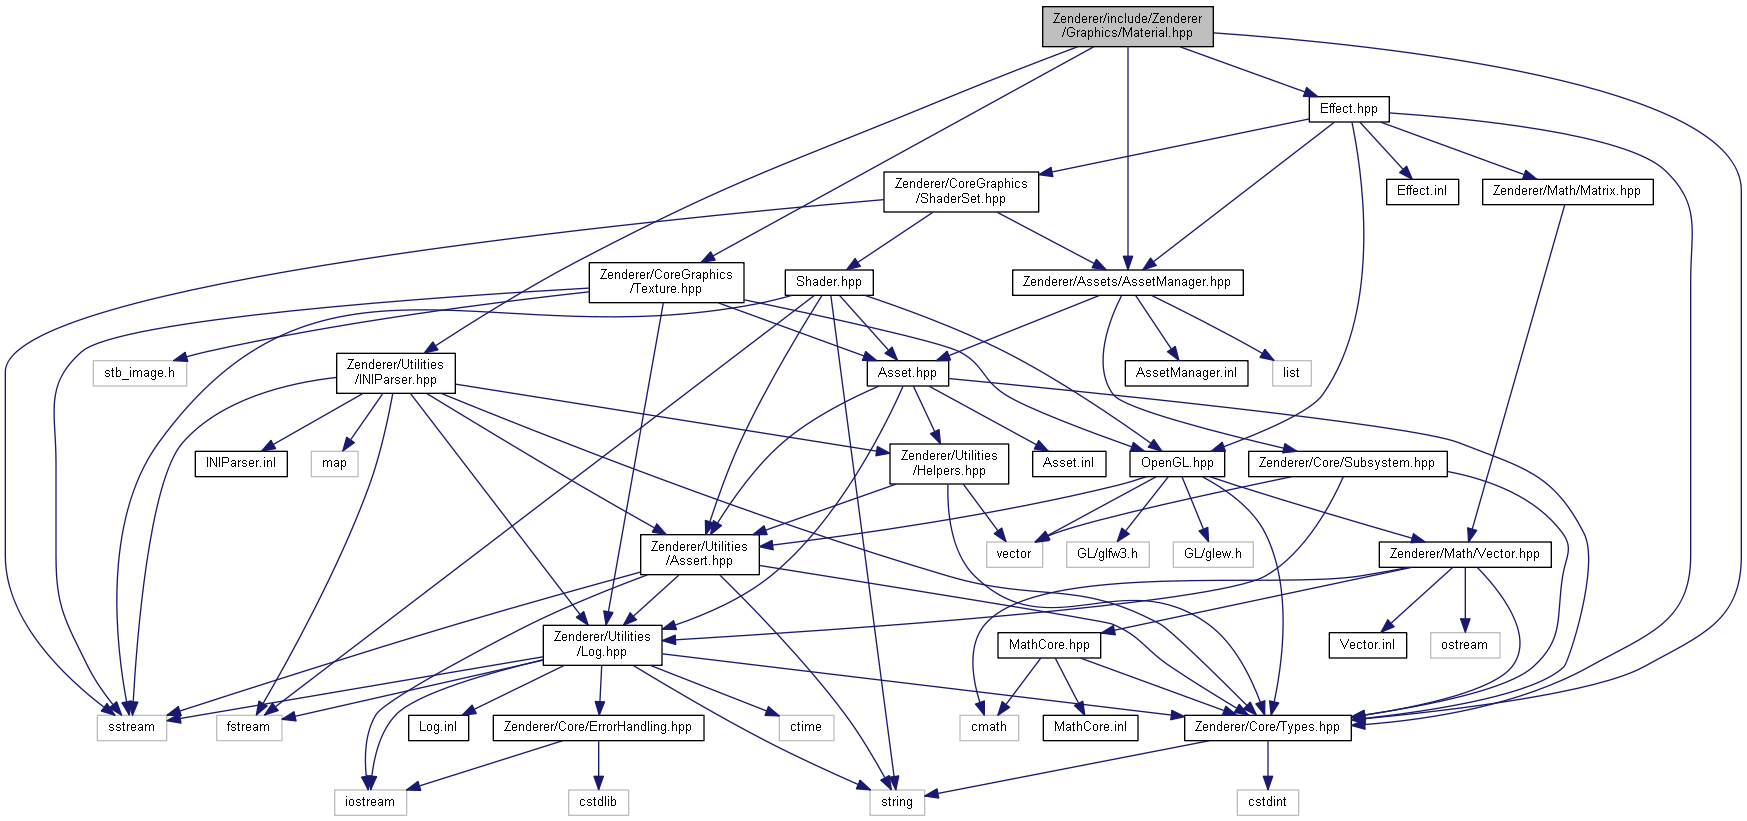 Zenderer/include/Zenderer
/Graphics/Material.hpp
Effect.hpp
Zenderer/CoreGraphics
/ShaderSet.hpp
Effect.inl
Zenderer/Math/Matrix.hpp
Zenderer/CoreGraphics
/Texture.hpp
Shader.hpp
Zenderer/Assets/AssetManager.hpp
stb_image.h
Zenderer/Utilities
/INIParser.hpp
Asset.hpp
AssetManager.inl
list
INIParser.inl
map
Zenderer/Utilities
/Helpers.hpp
Asset.inl
OpenGL.hpp
Zenderer/Core/Subsystem.hpp
Zenderer/Utilities
/Assert.hpp
vector
GL/glfw3.h
GL/glew.h
Zenderer/Math/Vector.hpp
Zenderer/Utilities
/Log.hpp
MathCore.hpp
Vector.inl
ostream
sstream
fstream
Log.inl
Zenderer/Core/ErrorHandling.hpp
ctime
cmath
MathCore.inl
Zenderer/Core/Types.hpp
iostream
cstdlib
string
cstdint